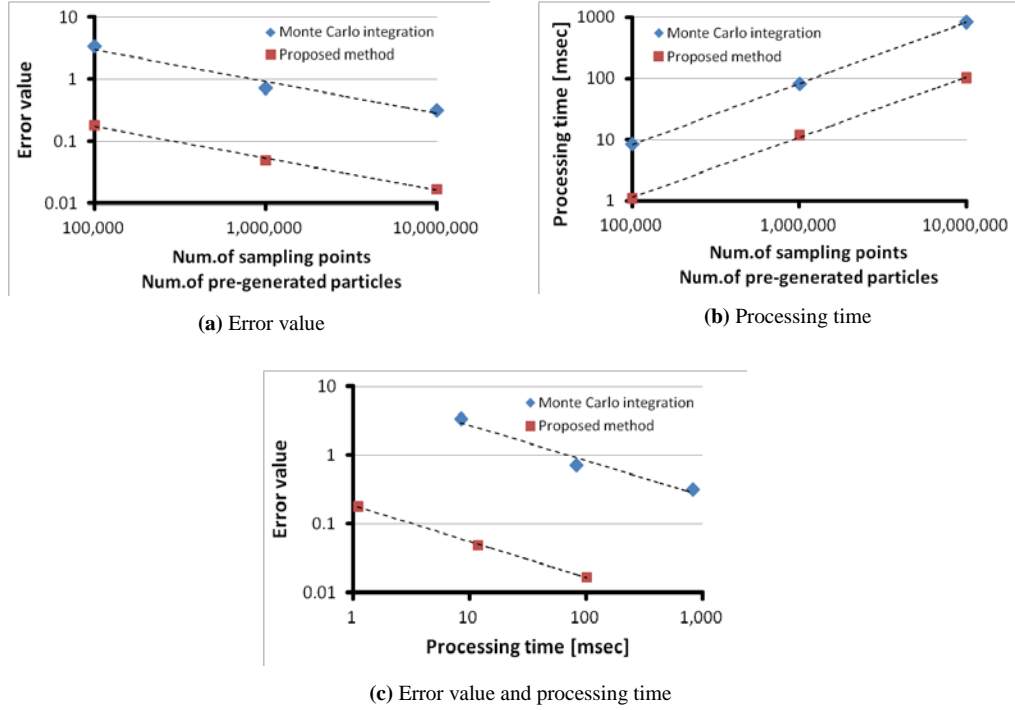 10
1
0.1
0.01
Error value
Monte Carlo integration
Proposed method
100,000 1,000,000 10,000,000
Num.of sampling points
Num.of pre-generated particles
(a) Error value
1000
100
10
1
Processing time [msec]
Monte Carlo integration
Proposed method
100,000 1,000,000 10,000,000
Num.of sampling points
Num.of pre-generated particles
(b) Processing time
10
1
0.1
0.01
Error value
Monte Carlo integration
Proposed method
1 10 100 1,000
Processing time [msec]
(c) Error value and processing time